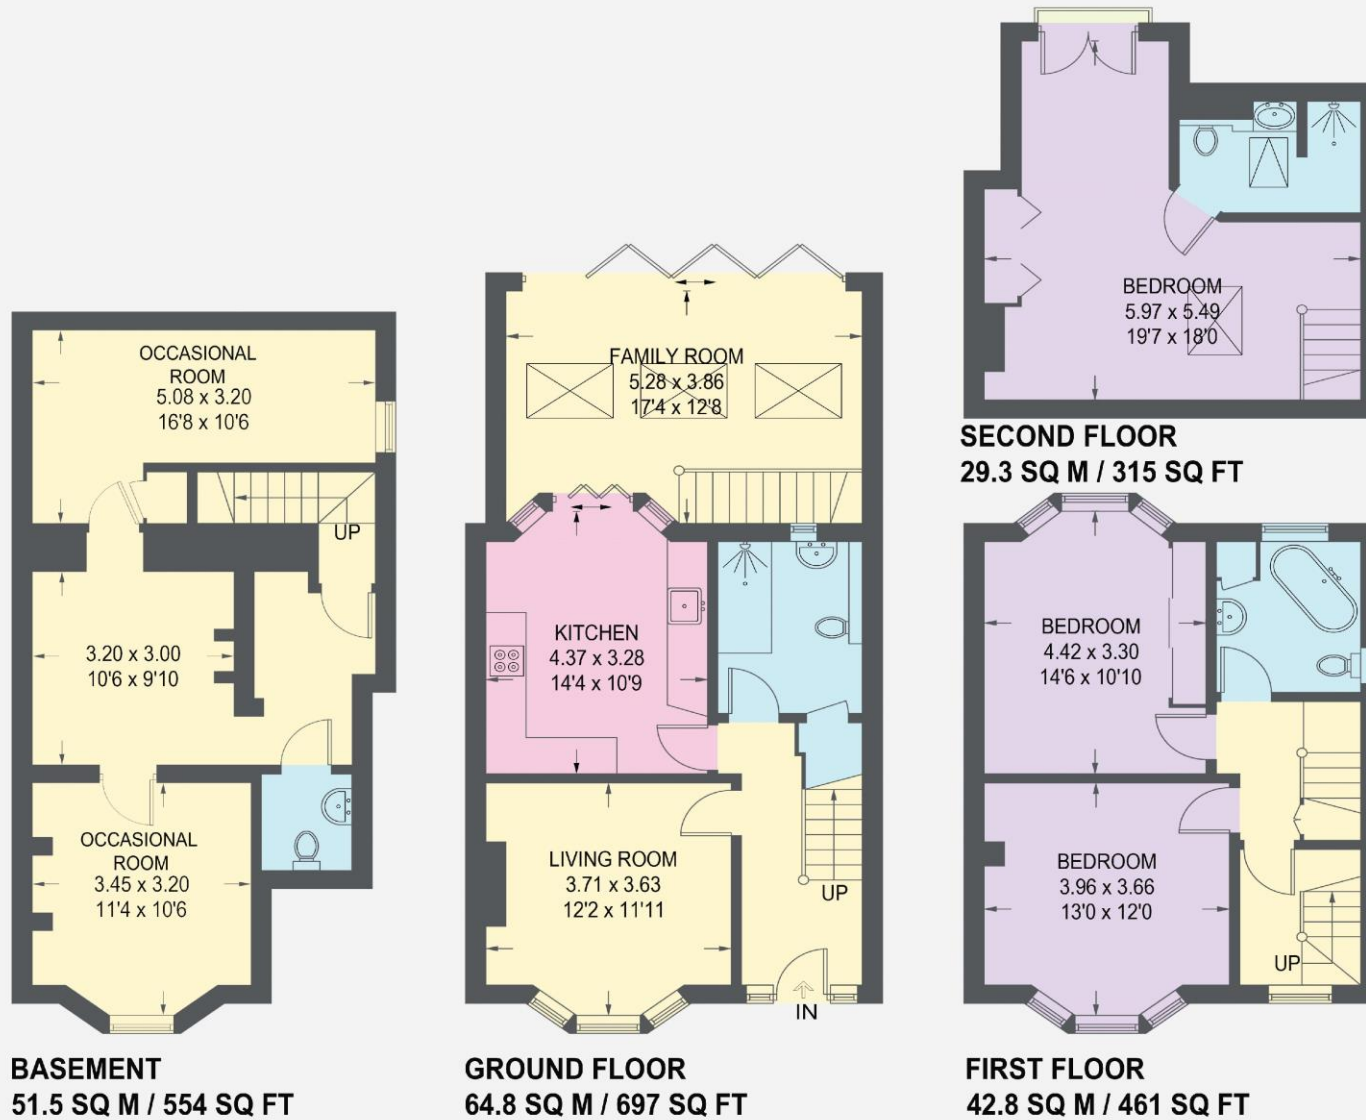 OCCASIONAL
ROOM
5.08 x 3.20
16'8 x 10'6
UP
3.20 x 3.00
10'6 x 9'10
OCCASIONAL
ROOM
3.45 x 3.20
11'4 x 10'6
BASEMENT
51.5 SQ M / 554 SQ FT
FAMILY ROOM
5.28 x 3.86
17'4 x 12'8
KITCHEN
4.37 x 3.28
14'4 x 10'9
LIVING ROOM
3.71 x 3.63
12'2 x 11'11
UP
IN
GROUND FLOOR
64.8 SQ M / 697 SQ FT
BEDROOM
5.97 x 5.49
19'7 x 18'0
SECOND FLOOR
29.3 SQ M / 315 SQ FT
BEDROOM
4.42 x 3.30
14'6 x 10'10
BEDROOM
3.96 x 3.66
13'0 x 12'0
UP
FIRST FLOOR
42.8 SQ M / 461 SQ FT